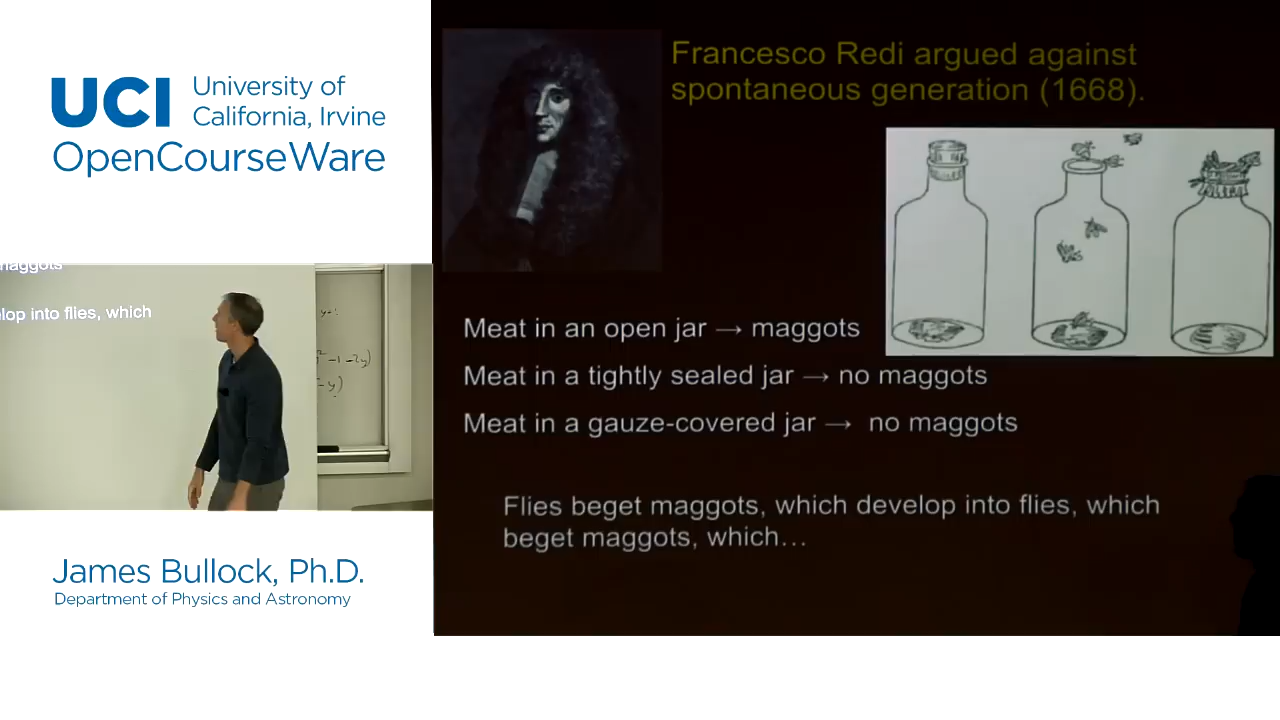 UCI University of
California, Irvine
OpenCourseWare
maggots
elop into flies, which
James Bullock, Ph.D.
Department of Physics and Astronomy
Francesco Redi argued against
spontaneous generation (1668).
Meat in an open jar → maggots
Meat in a tightly sealed jar → no maggots
Meat in a gauze-covered jar → no maggots
Flies beget maggots, which develop into flies, which
beget maggots, which…